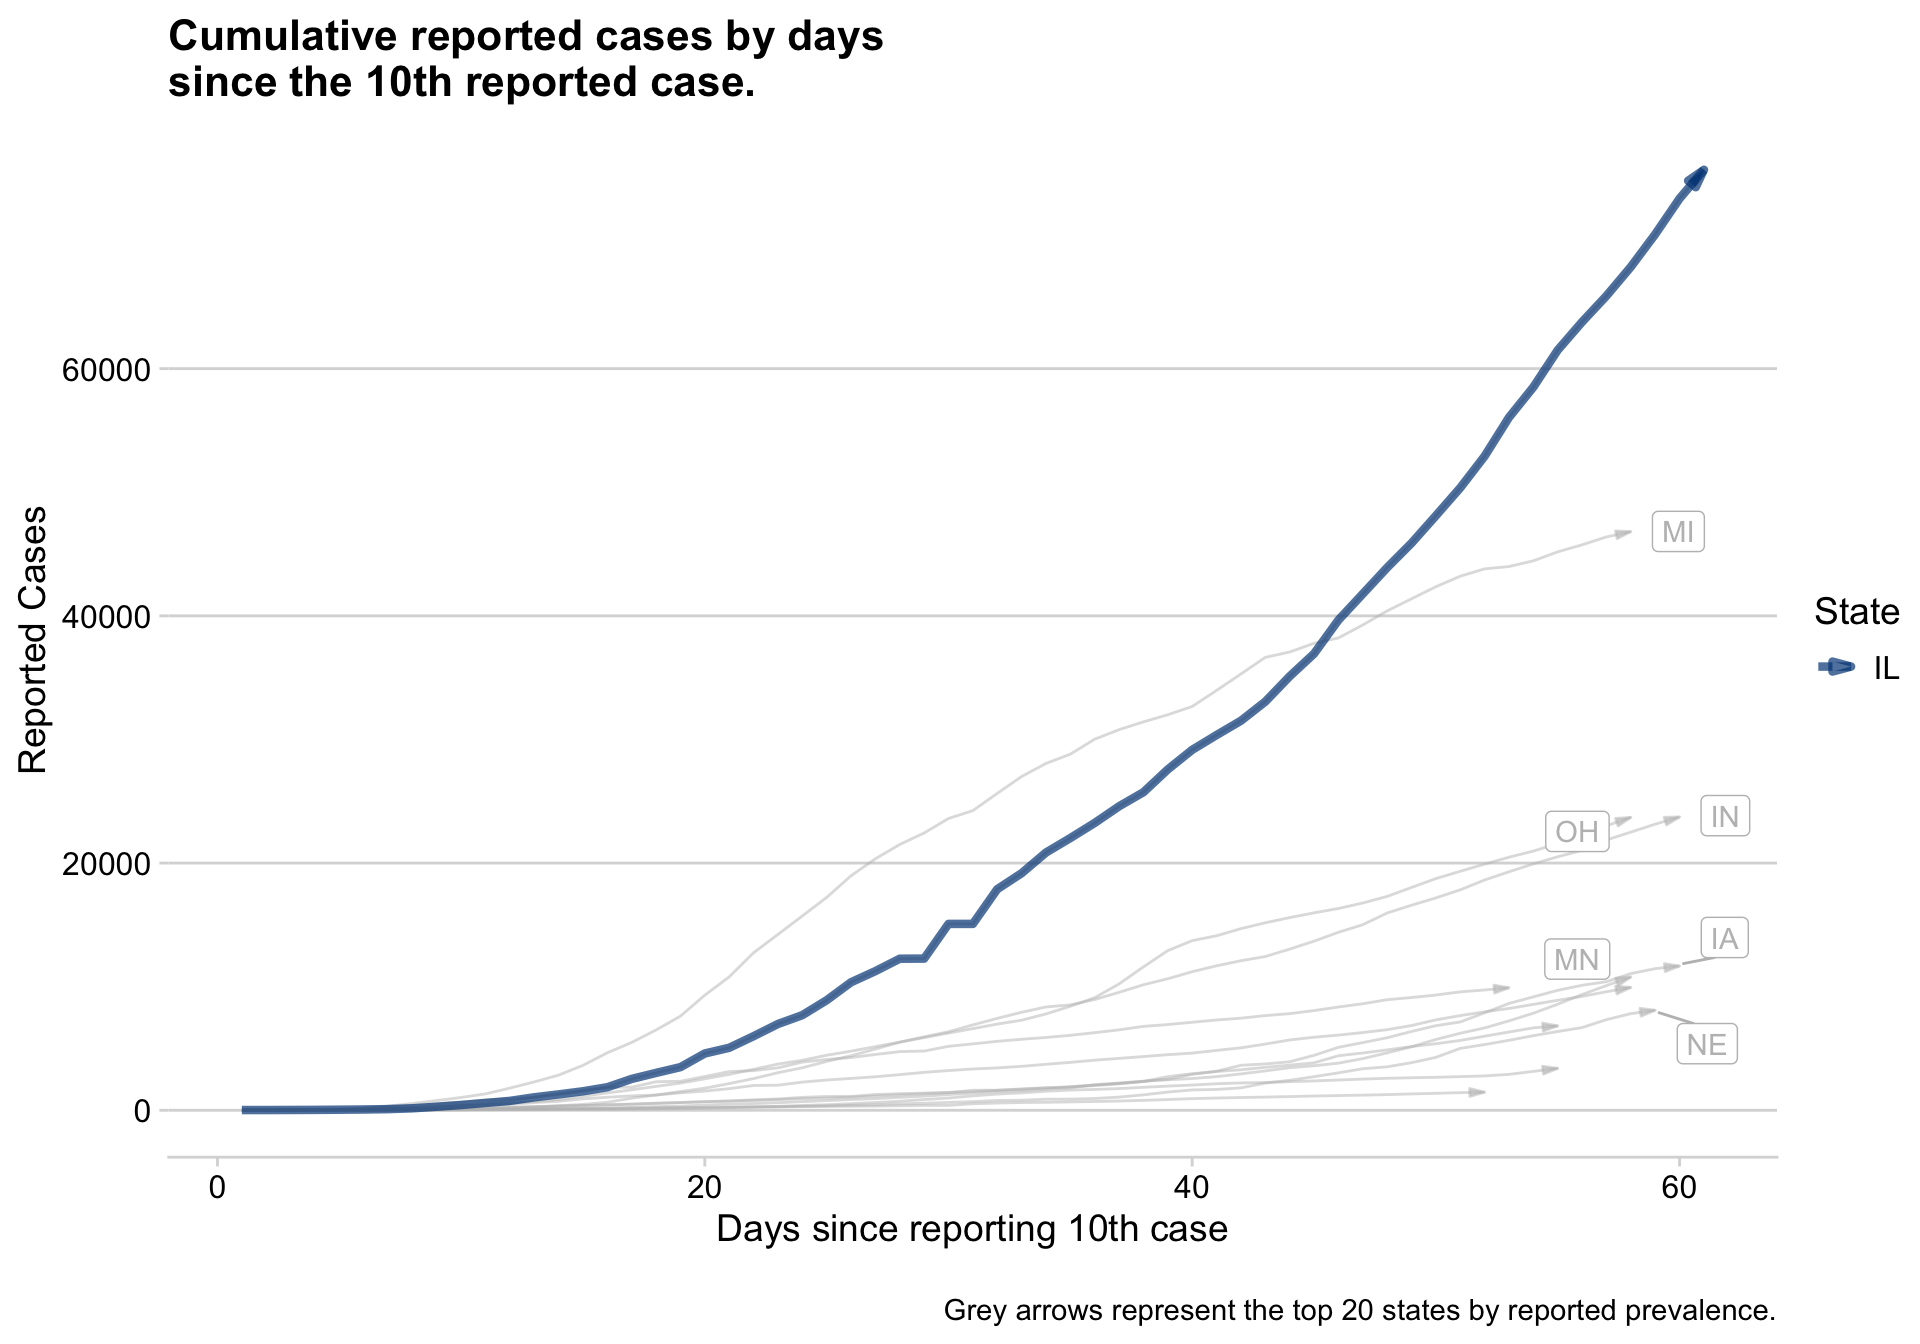 Cumulative reported cases by days
since the 10th reported case.
60000
40000
20000
0
Reported Cases
MI
OH
IN
IA
MN
NE
State
IL
0
20
40
60
Days since reporting 10th case
Grey arrows represent the top 20 states by reported prevalence.